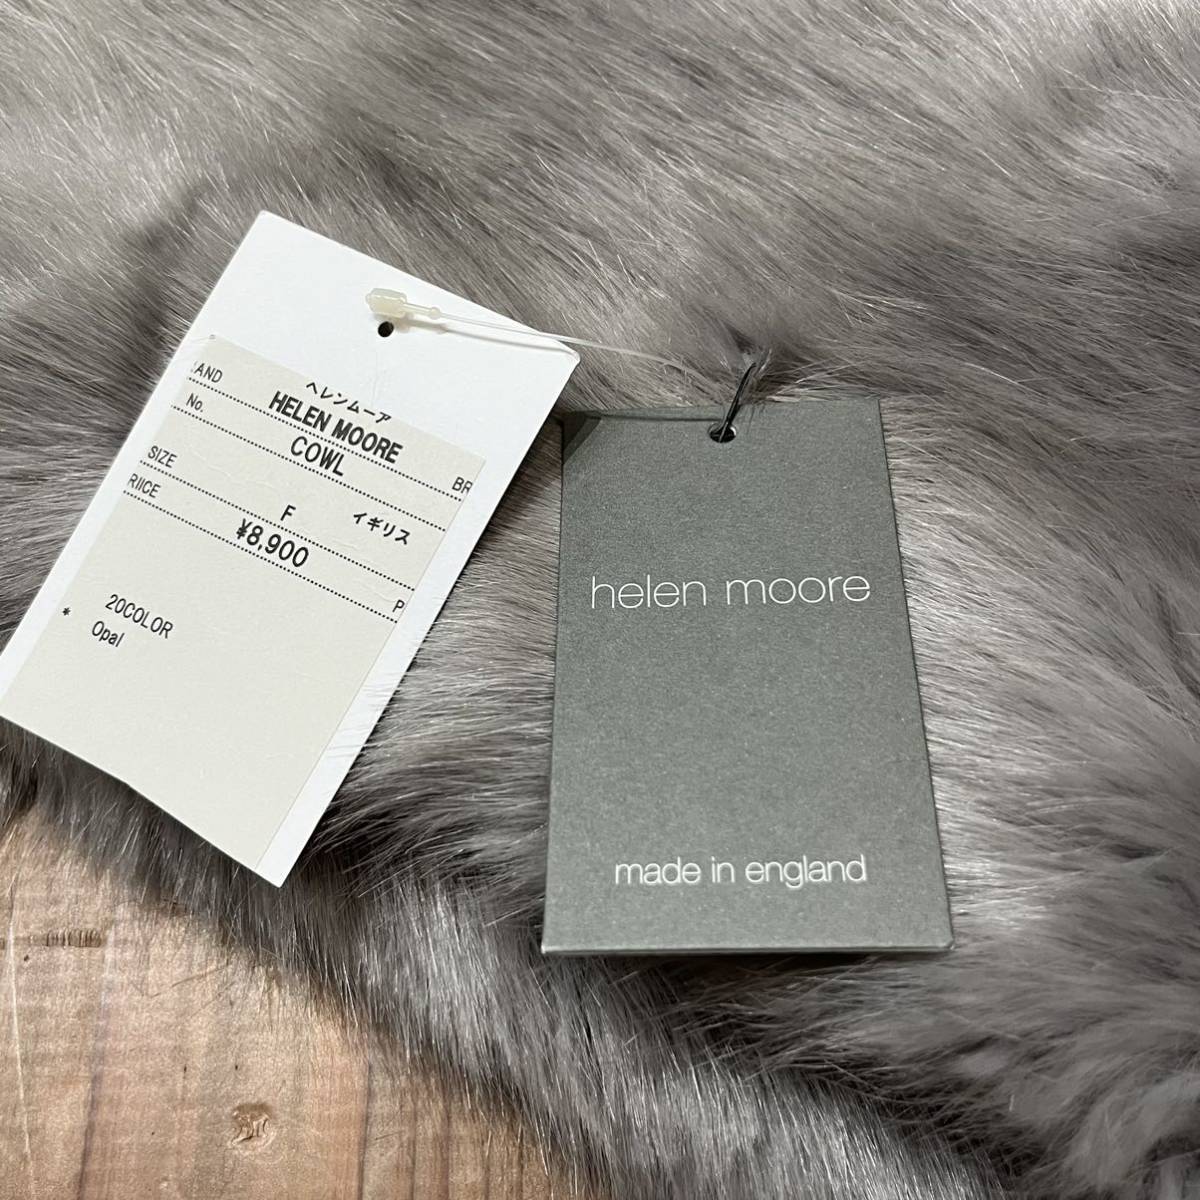 ヘレンムーア
AND HELEN MOORE
No. COWL BR
SIZE F イギリス
RIICE ¥8,900 P
20COLOR
* Opal
helen moore
made in england